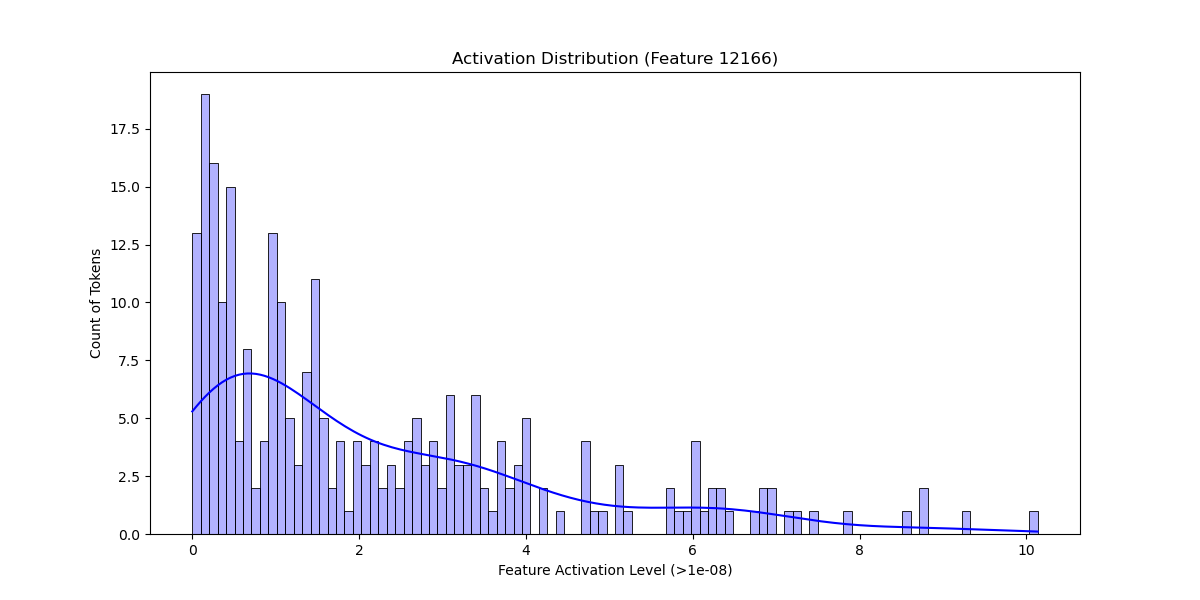 Activation Distribution (Feature 12166)
Count of Tokens
17.5
15.0
12.5
10.0
7.5
5.0
2.5
0.0
0 2 4 6 8 10
Feature Activation Level (>1e-08)